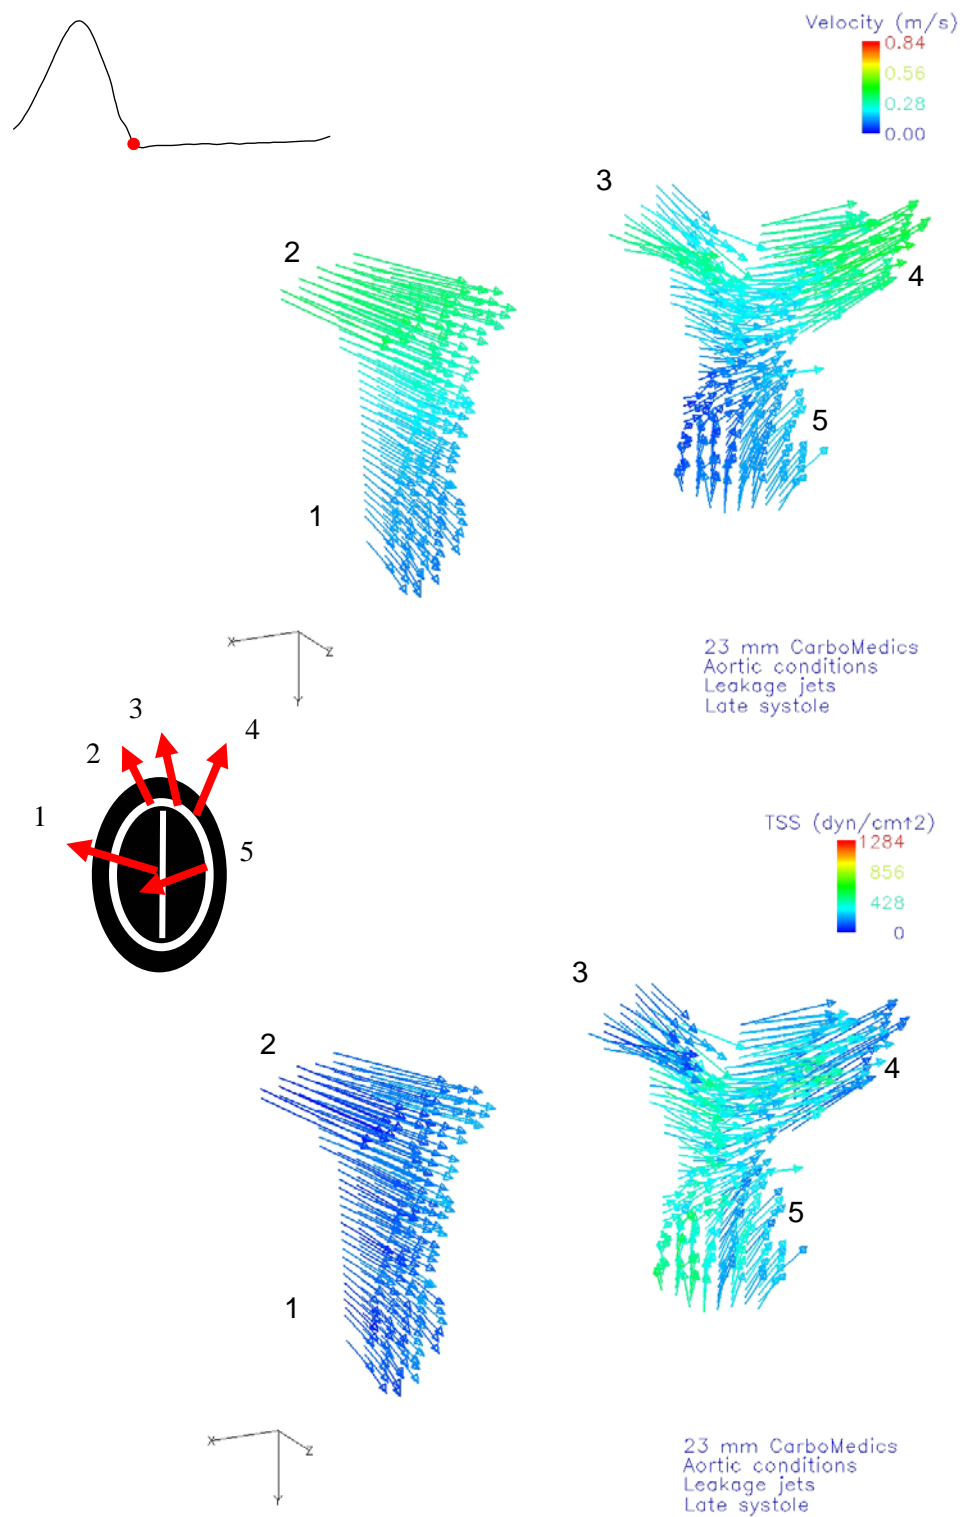 Velocity (m/s)
0.84
0.56
0.28
0.00
3
2
4
5
1
X
Z
Y
23 mm CarboMedics
Aortic conditions
Leakage jets
Late systole
3
4
2
1
5
TSS (dyn/cm↑2)
1284
856
428
0
3
2
4
5
1
X
Z
Y
23 mm CarboMedics
Aortic conditions
Leakage jets
Late systole